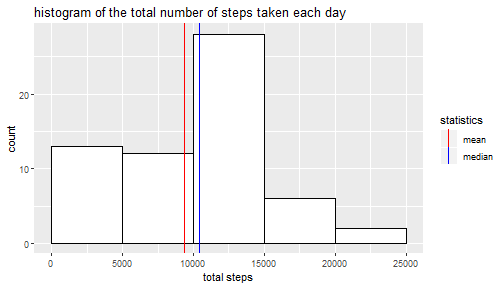 histogram of the total number of steps taken each day
count
20
10
0
0 5000 10000 15000 20000 25000
total steps
statistics
mean
median